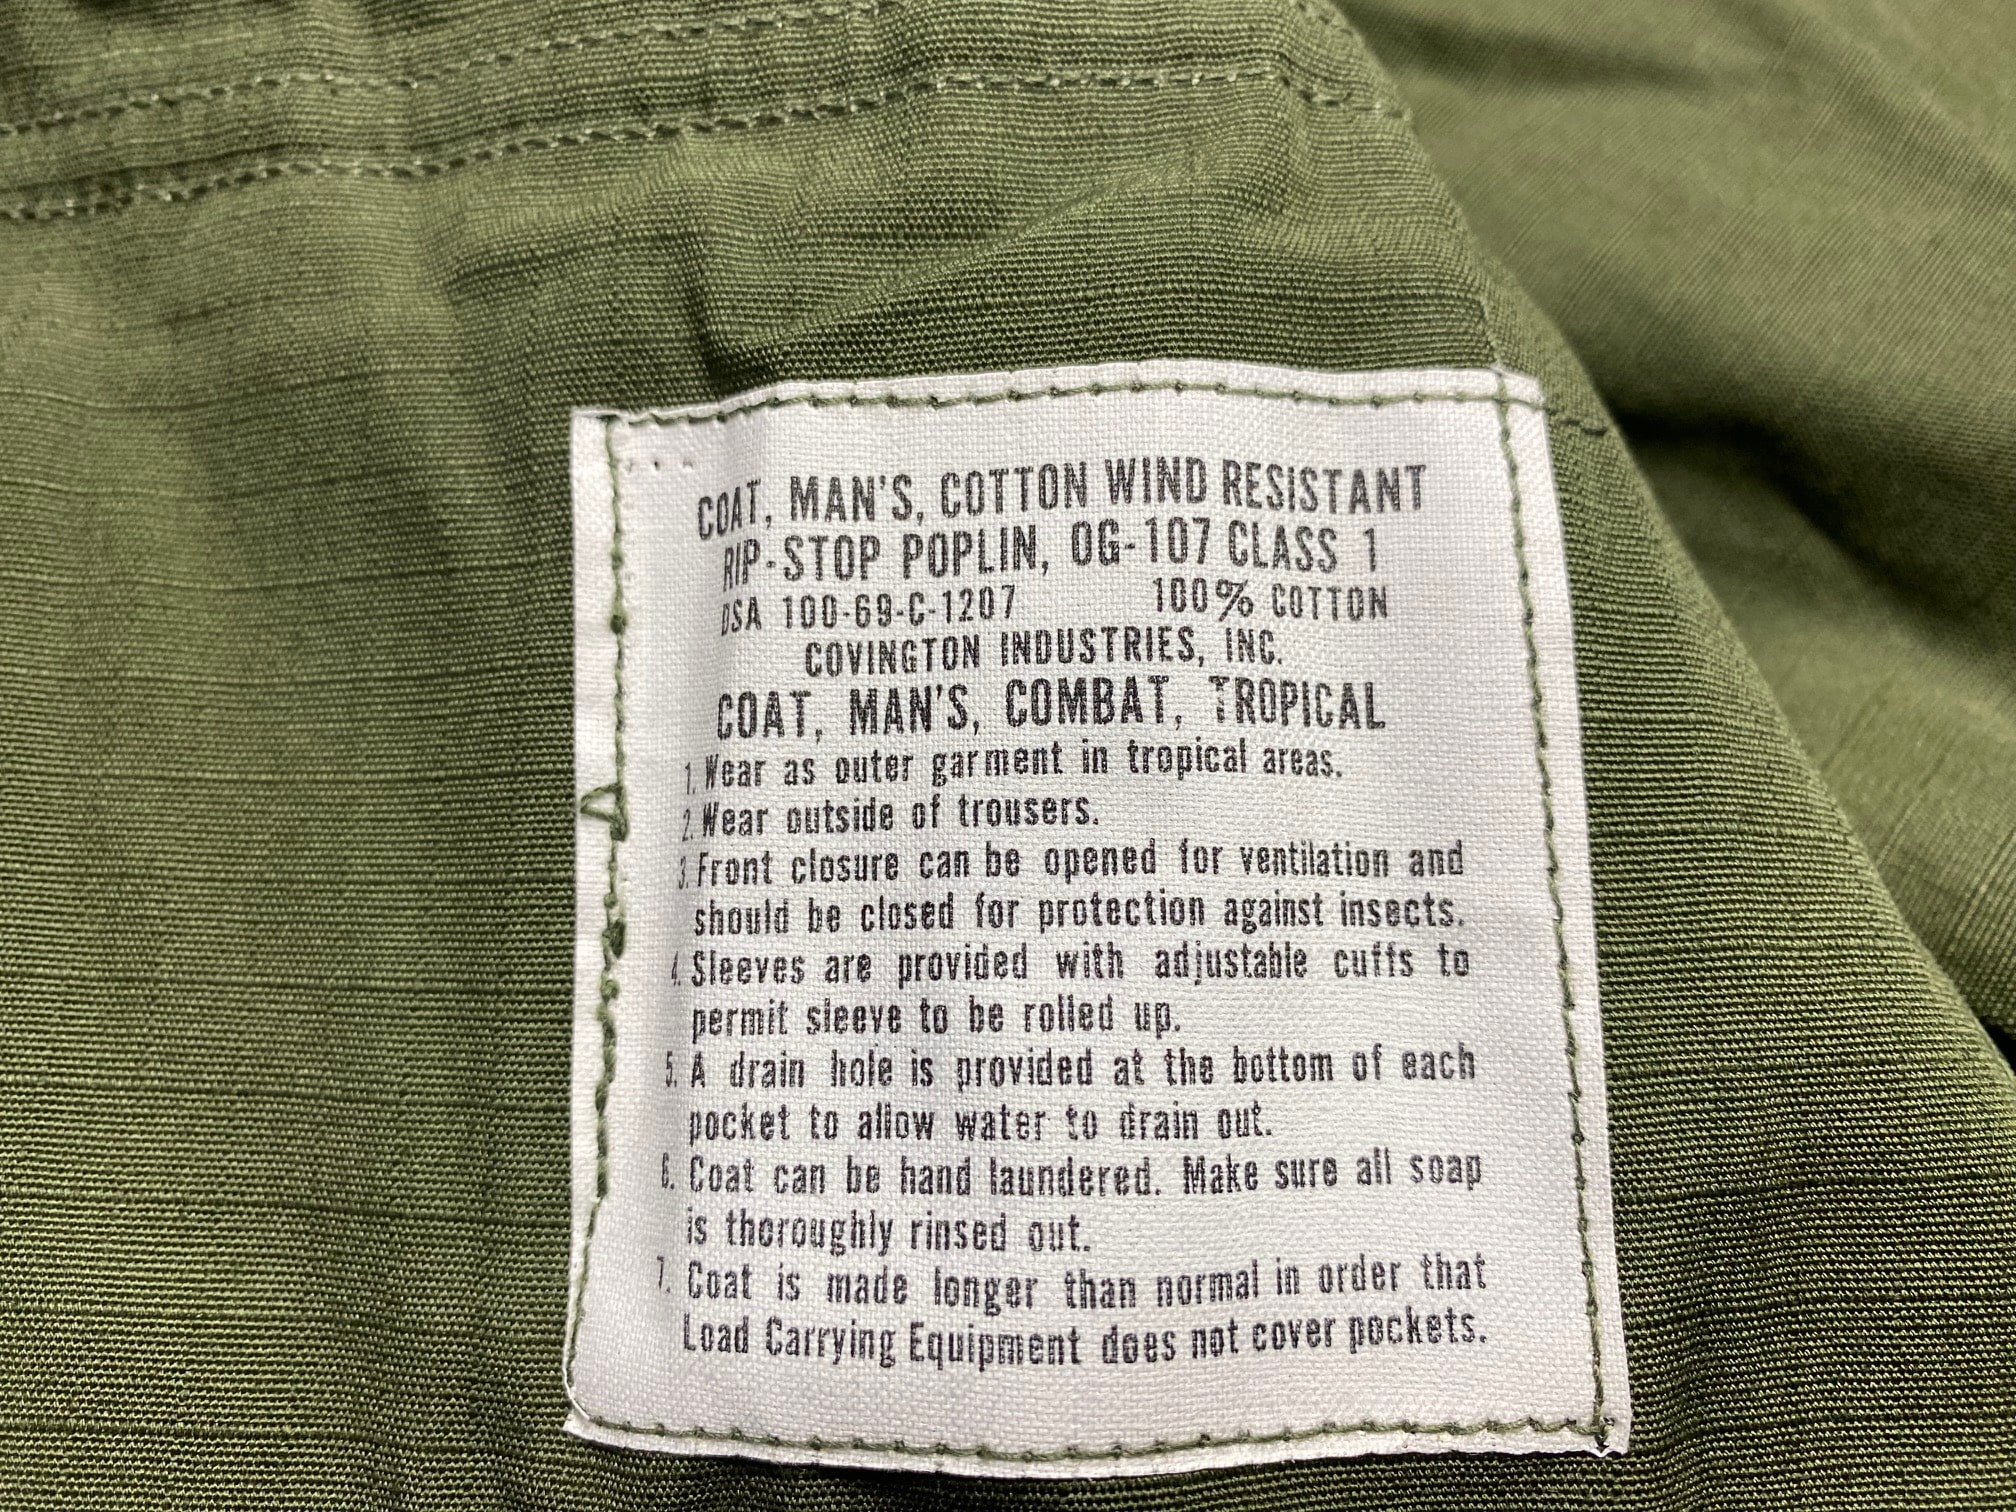 COAT, MAN'S, COTTON WIND RESISTANT
RIP-STOP POPLIN, OG-107 CLASS 1
DSA 100-69-C-1207 100% COTTON
COVINGTON INDUSTRIES, INC.
COAT, MAN'S, COMBAT, TROPICAL
1. Wear as outer garment in tropical areas.
2. Wear outside of trousers.
3. Front closure can be opened for ventilation and
should be closed for protection against insects.
4. Sleeves are provided with adjustable cuffs to
permit sleeve to be rolled up.
5. A drain hole is provided at the bottom of each
pocket to allow water to drain out.
6. Coat can be hand laundered. Make sure all soap
is thoroughly rinsed out.
7. Coat is made longer than normal in order that
Load Carrying Equipment does not cover pockets.